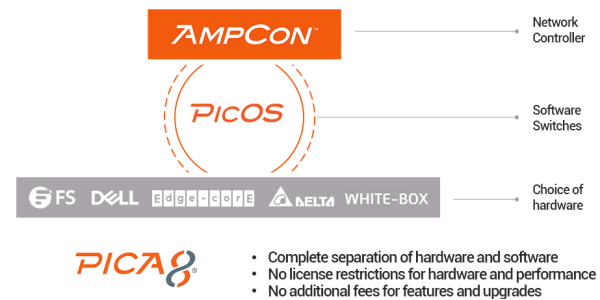 AMPCON™
Network
Controller
PICOS
Software
Switches
FS DELL Edge-corE DELTA WHITE-BOX
Choice of
hardware
PICA8®
• Complete separation of hardware and software
• No license restrictions for hardware and performance
• No additional fees for features and upgrades